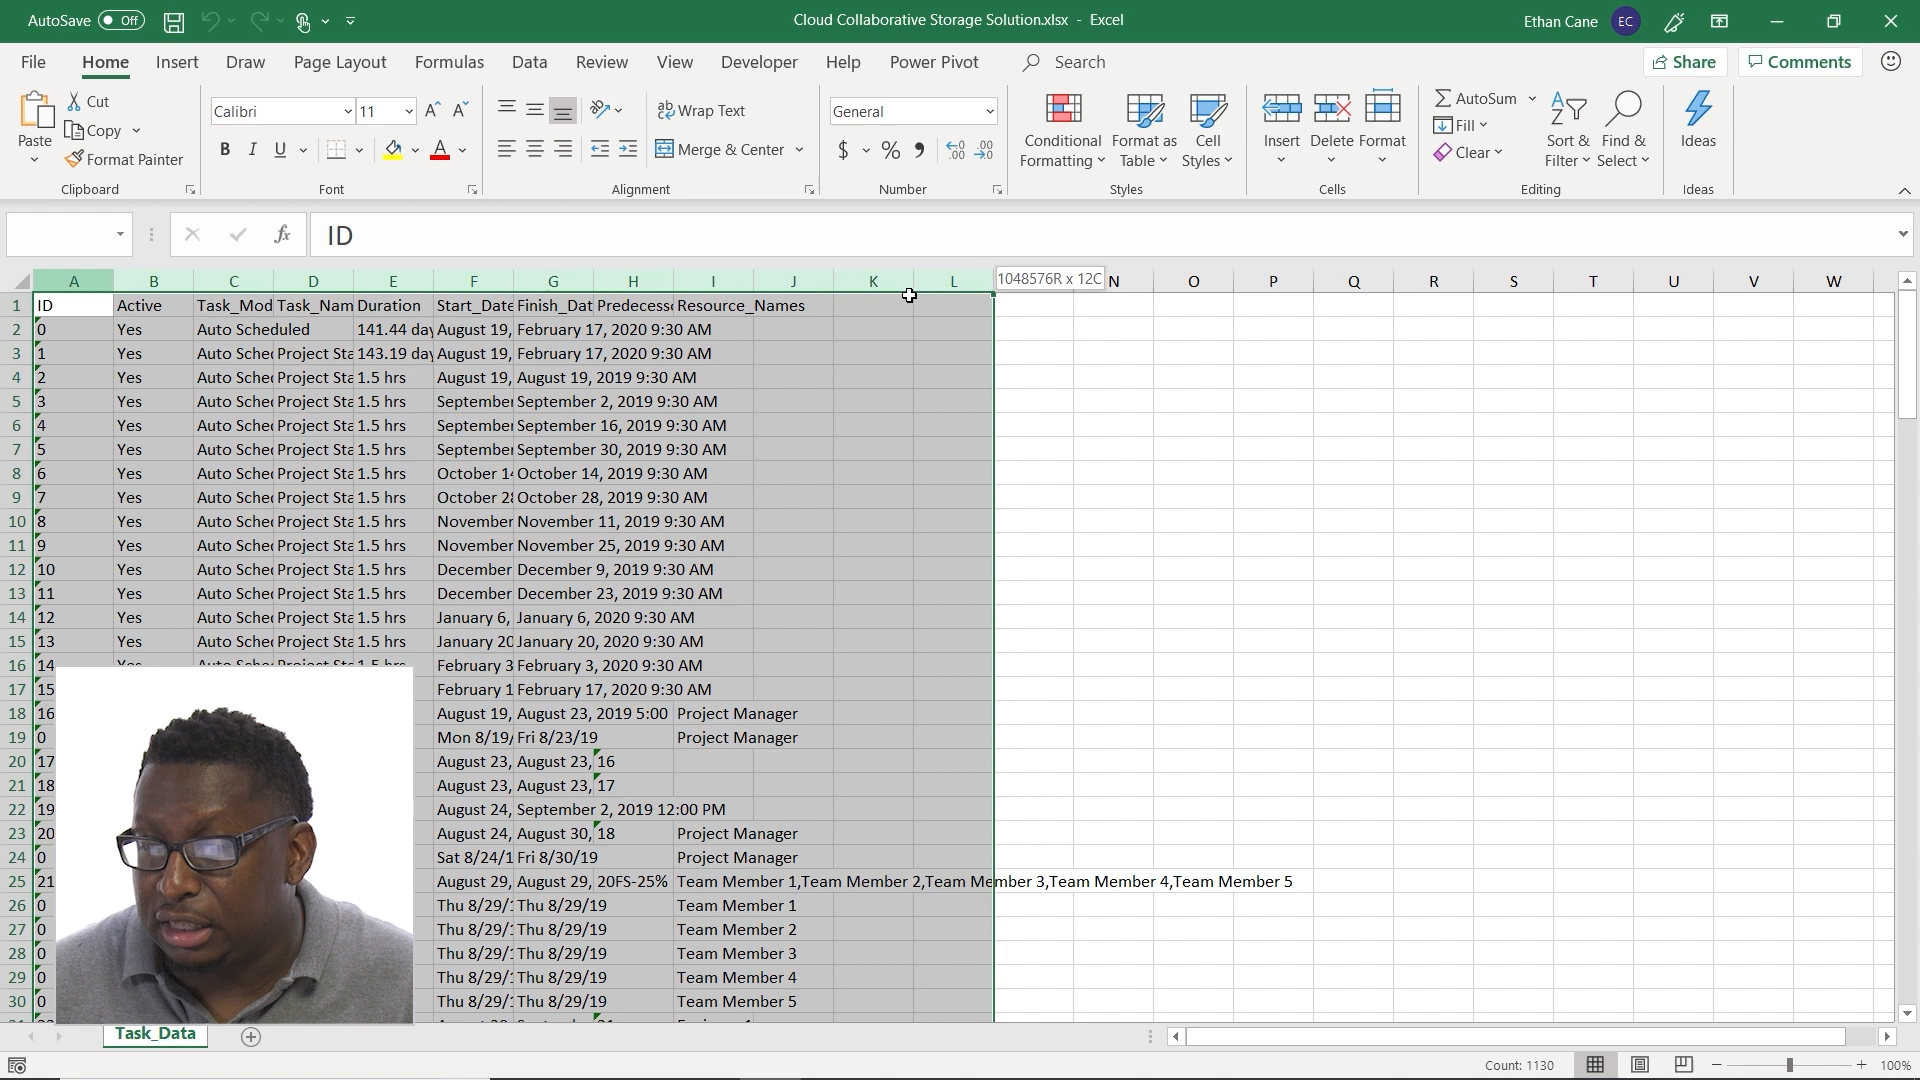 AutoSave Off Cloud Collaborative Storage Solution.xlsx - Excel Ethan Cane EC
File Home Insert Draw Page Layout Formulas Data Review View Developer Help Power Pivot Search Share Comments
Paste Cut Copy Format Painter Clipboard
Calibri 11 B I U A Font
ab Wrap Text Merge & Center Alignment
General $ % 9 Number
Conditional Formatting Format as Table Cell Styles Styles
Insert Delete Format Cells
AutoSum Fill Clear Sort & Filter Find & Select Editing
Ideas Ideas
fx ID
A B C D E F G H I J K L 1048576R x 12C N O P Q R S T U V W
1 ID Active Task_Mod Task_Nam Duration Start_Date Finish_Dat Predecess Resource_Names
2 0 Yes Auto Scheduled 141.44 day August 19, February 17, 2020 9:30 AM
3 1 Yes Auto Sche Project Sta 143.19 day August 19, February 17, 2020 9:30 AM
4 2 Yes Auto Sche Project Sta 1.5 hrs August 19, August 19, 2019 9:30 AM
5 3 Yes Auto Sche Project Sta 1.5 hrs September September 2, 2019 9:30 AM
6 4 Yes Auto Sche Project Sta 1.5 hrs September September 16, 2019 9:30 AM
7 5 Yes Auto Sche Project Sta 1.5 hrs September September 30, 2019 9:30 AM
8 6 Yes Auto Sche Project Sta 1.5 hrs October 14 October 14, 2019 9:30 AM
9 7 Yes Auto Sche Project Sta 1.5 hrs October 28 October 28, 2019 9:30 AM
10 8 Yes Auto Sche Project Sta 1.5 hrs November November 11, 2019 9:30 AM
11 9 Yes Auto Sche Project Sta 1.5 hrs November November 25, 2019 9:30 AM
12 10 Yes Auto Sche Project Sta 1.5 hrs December December 9, 2019 9:30 AM
13 11 Yes Auto Sche Project Sta 1.5 hrs December December 23, 2019 9:30 AM
14 12 Yes Auto Sche Project Sta 1.5 hrs January 6, January 6, 2020 9:30 AM
15 13 Yes Auto Sche Project Sta 1.5 hrs January 20 January 20, 2020 9:30 AM
16 14 February 3 February 3, 2020 9:30 AM
17 15 February 1 February 17, 2020 9:30 AM
18 16 August 19, August 23, 2019 5:00 Project Manager
19 0 Mon 8/19/ Fri 8/23/19 Project Manager
20 17 August 23, August 23, 16
21 18 August 23, August 23, 17
22 19 August 24, September 2, 2019 12:00 PM
23 20 August 24, August 30, 18 Project Manager
24 0 Sat 8/24/1 Fri 8/30/19 Project Manager
25 21 August 29, August 29, 20FS-25% Team Member 1,Team Member 2,Team Member 3,Team Member 4,Team Member 5
26 0 Thu 8/29/1 Thu 8/29/19 Team Member 1
27 0 Thu 8/29/1 Thu 8/29/19 Team Member 2
28 0 Thu 8/29/1 Thu 8/29/19 Team Member 3
29 0 Thu 8/29/1 Thu 8/29/19 Team Member 4
30 0 Thu 8/29/1 Thu 8/29/19 Team Member 5
Task_Data
Count: 1130 100%